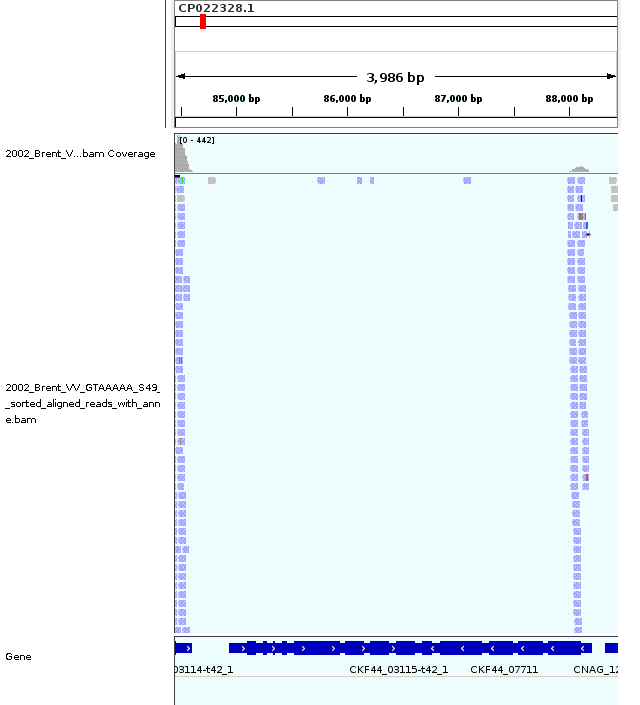 CP022328.1
3,986 bp
85,000 bp 86,000 bp 87,000 bp 88,000 bp
[0 - 442]
2002_Brent_V...bam Coverage
2002_Brent_VV_GTAAAAA_S49_
_sorted_aligned_reads_with_ann
e.bam
Gene
03114-t42_1 CKF44_03115-t42_1 CKF44_07711 CNAG_12